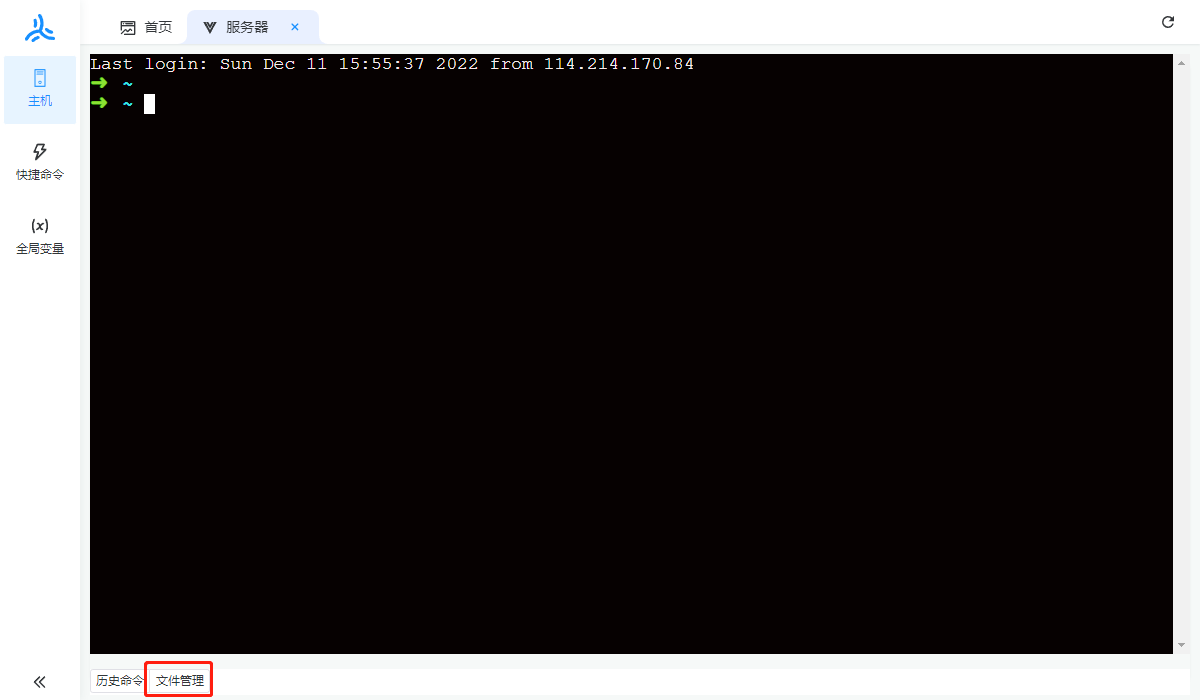 首页
服务器
主机
快捷命令
(x)
全局变量
Last login: Sun Dec 11 15:55:37 2022 from 114.214.170.84
➜ ~
➜ ~
历史命令
文件管理